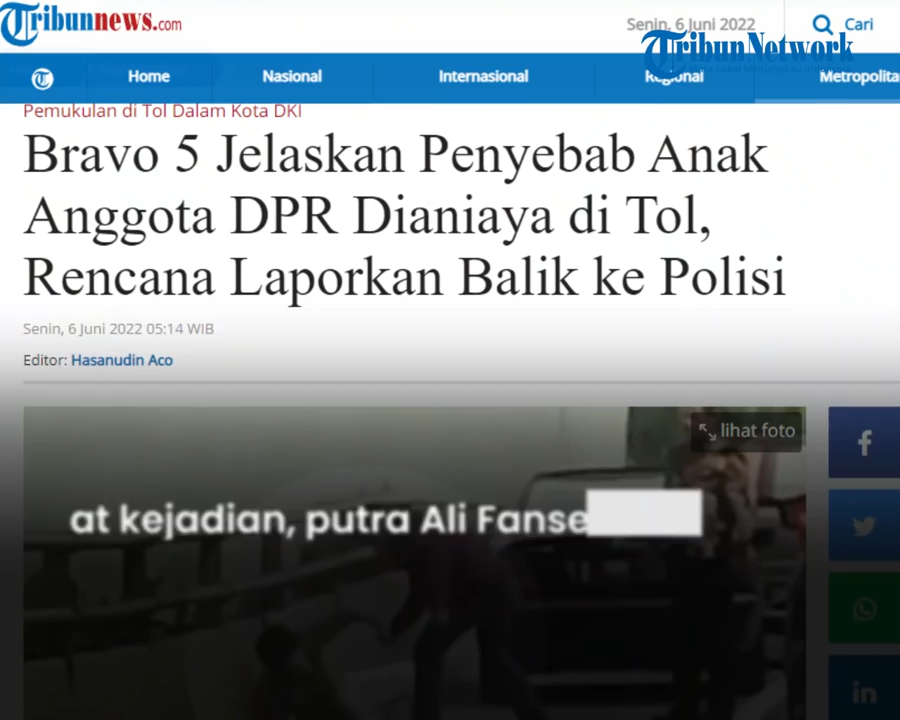 Tribunnews.com
Senin, 6 Juni 2022
Cari
TribunNetwork
Home
Nasional
Internasional
Regional
Metropolita
Pemukulan di Tol Dalam Kota DKI
Bravo 5 Jelaskan Penyebab Anak
Anggota DPR Dianiaya di Tol,
Rencana Laporkan Balik ke Polisi
Senin, 6 Juni 2022 05:14 WIB
Editor: Hasanudin Aco
lihat foto
at kejadian, putra Ali Fanse